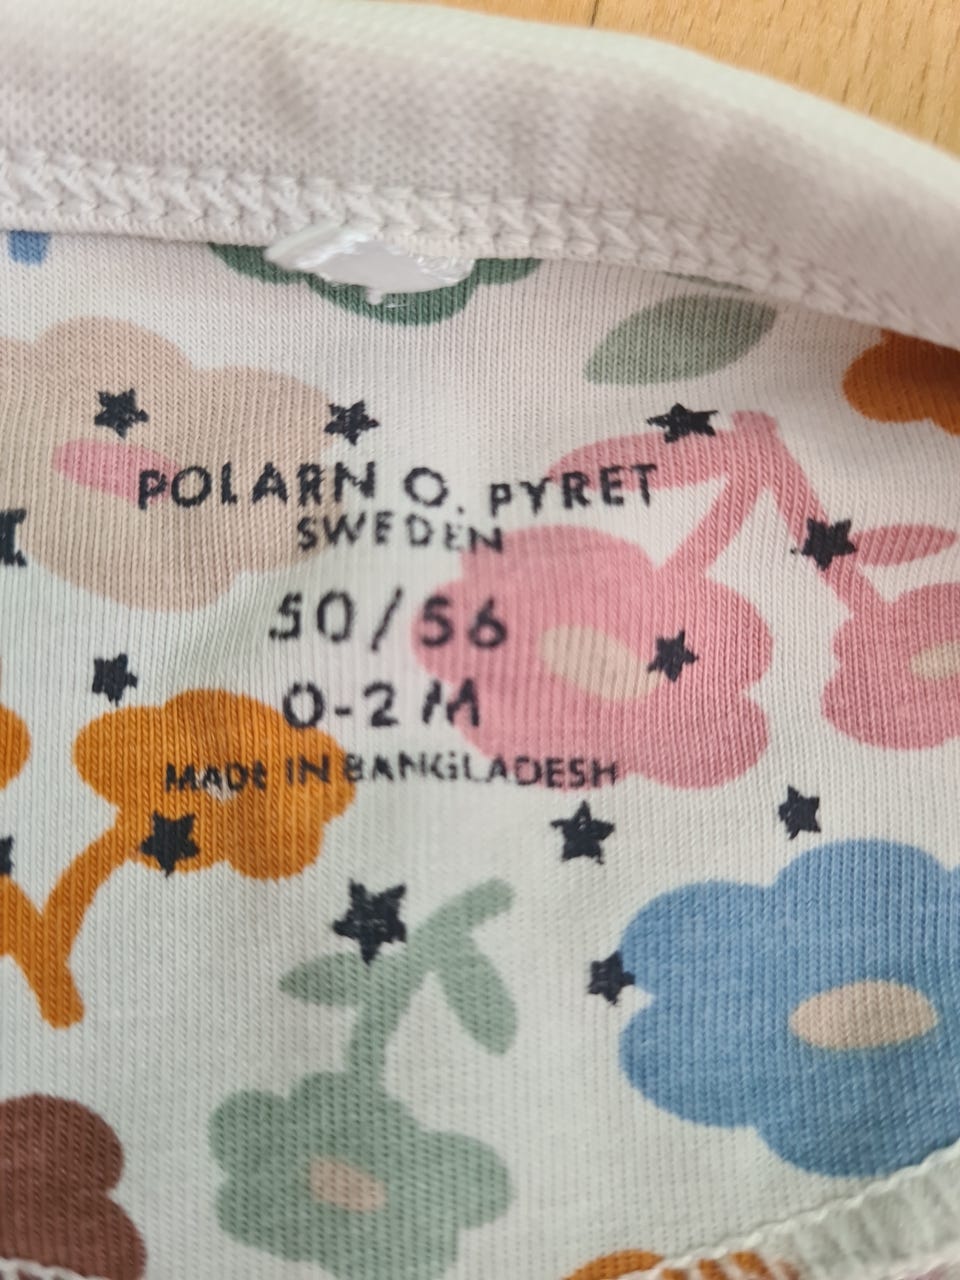 POLARN O. PYRET
SWEDEN
50/56
0-2 M
MADE IN BANGLADESH